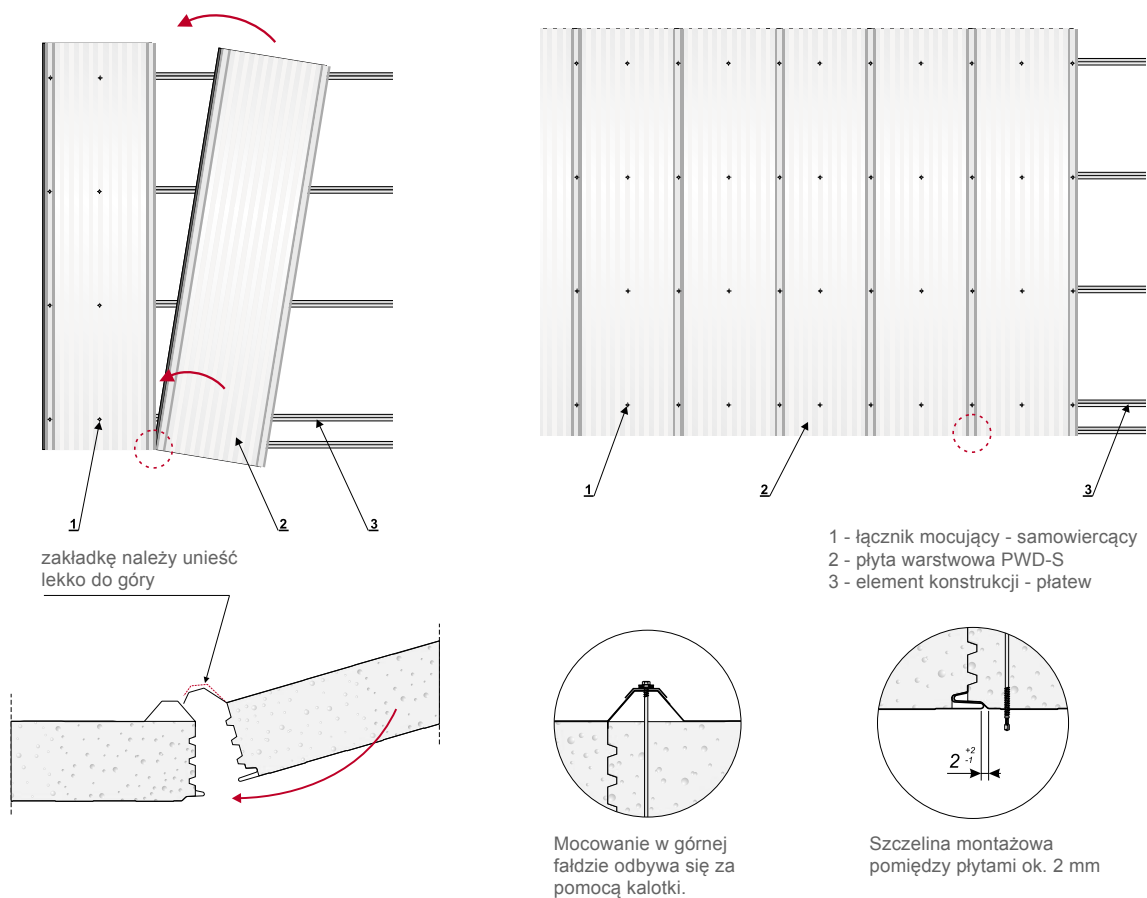 1
2
3
1
2
3
zakładkę należy unieść
lekko do góry
1 - łącznik mocujący - samowiercący
2 - płyta warstwowa PWD-S
3 - element konstrukcji - płatew
2 +2 -1
Mocowanie w górnej
fałdzie odbywa się za
pomocą kalotki.
Szczelina montażowa
pomiędzy płytami ok. 2 mm